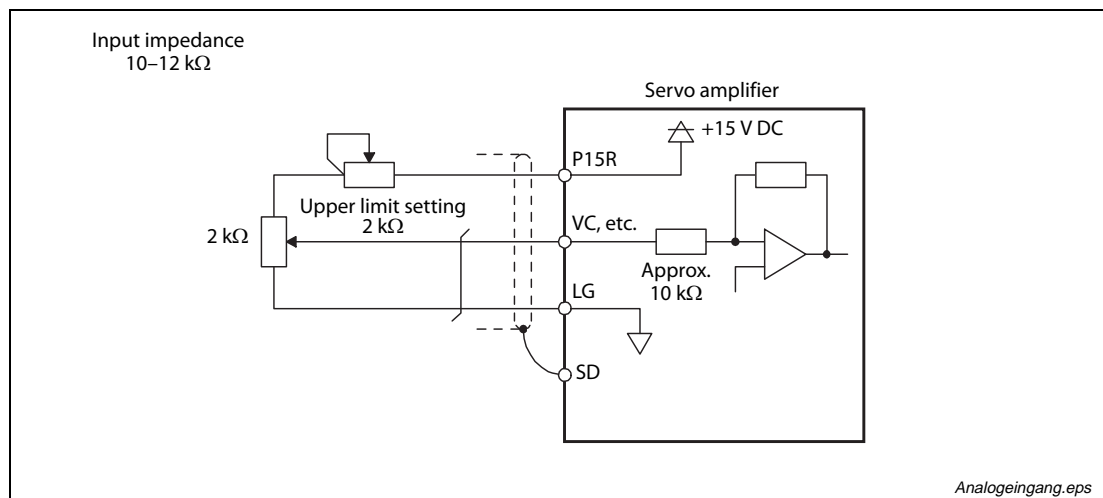 Input impedance
10–12 kΩ
Servo amplifier
+15 V DC
P15R
Upper limit setting
2 kΩ
VC, etc.
2 kΩ
Approx.
10 kΩ
LG
SD
Analogeingang.eps